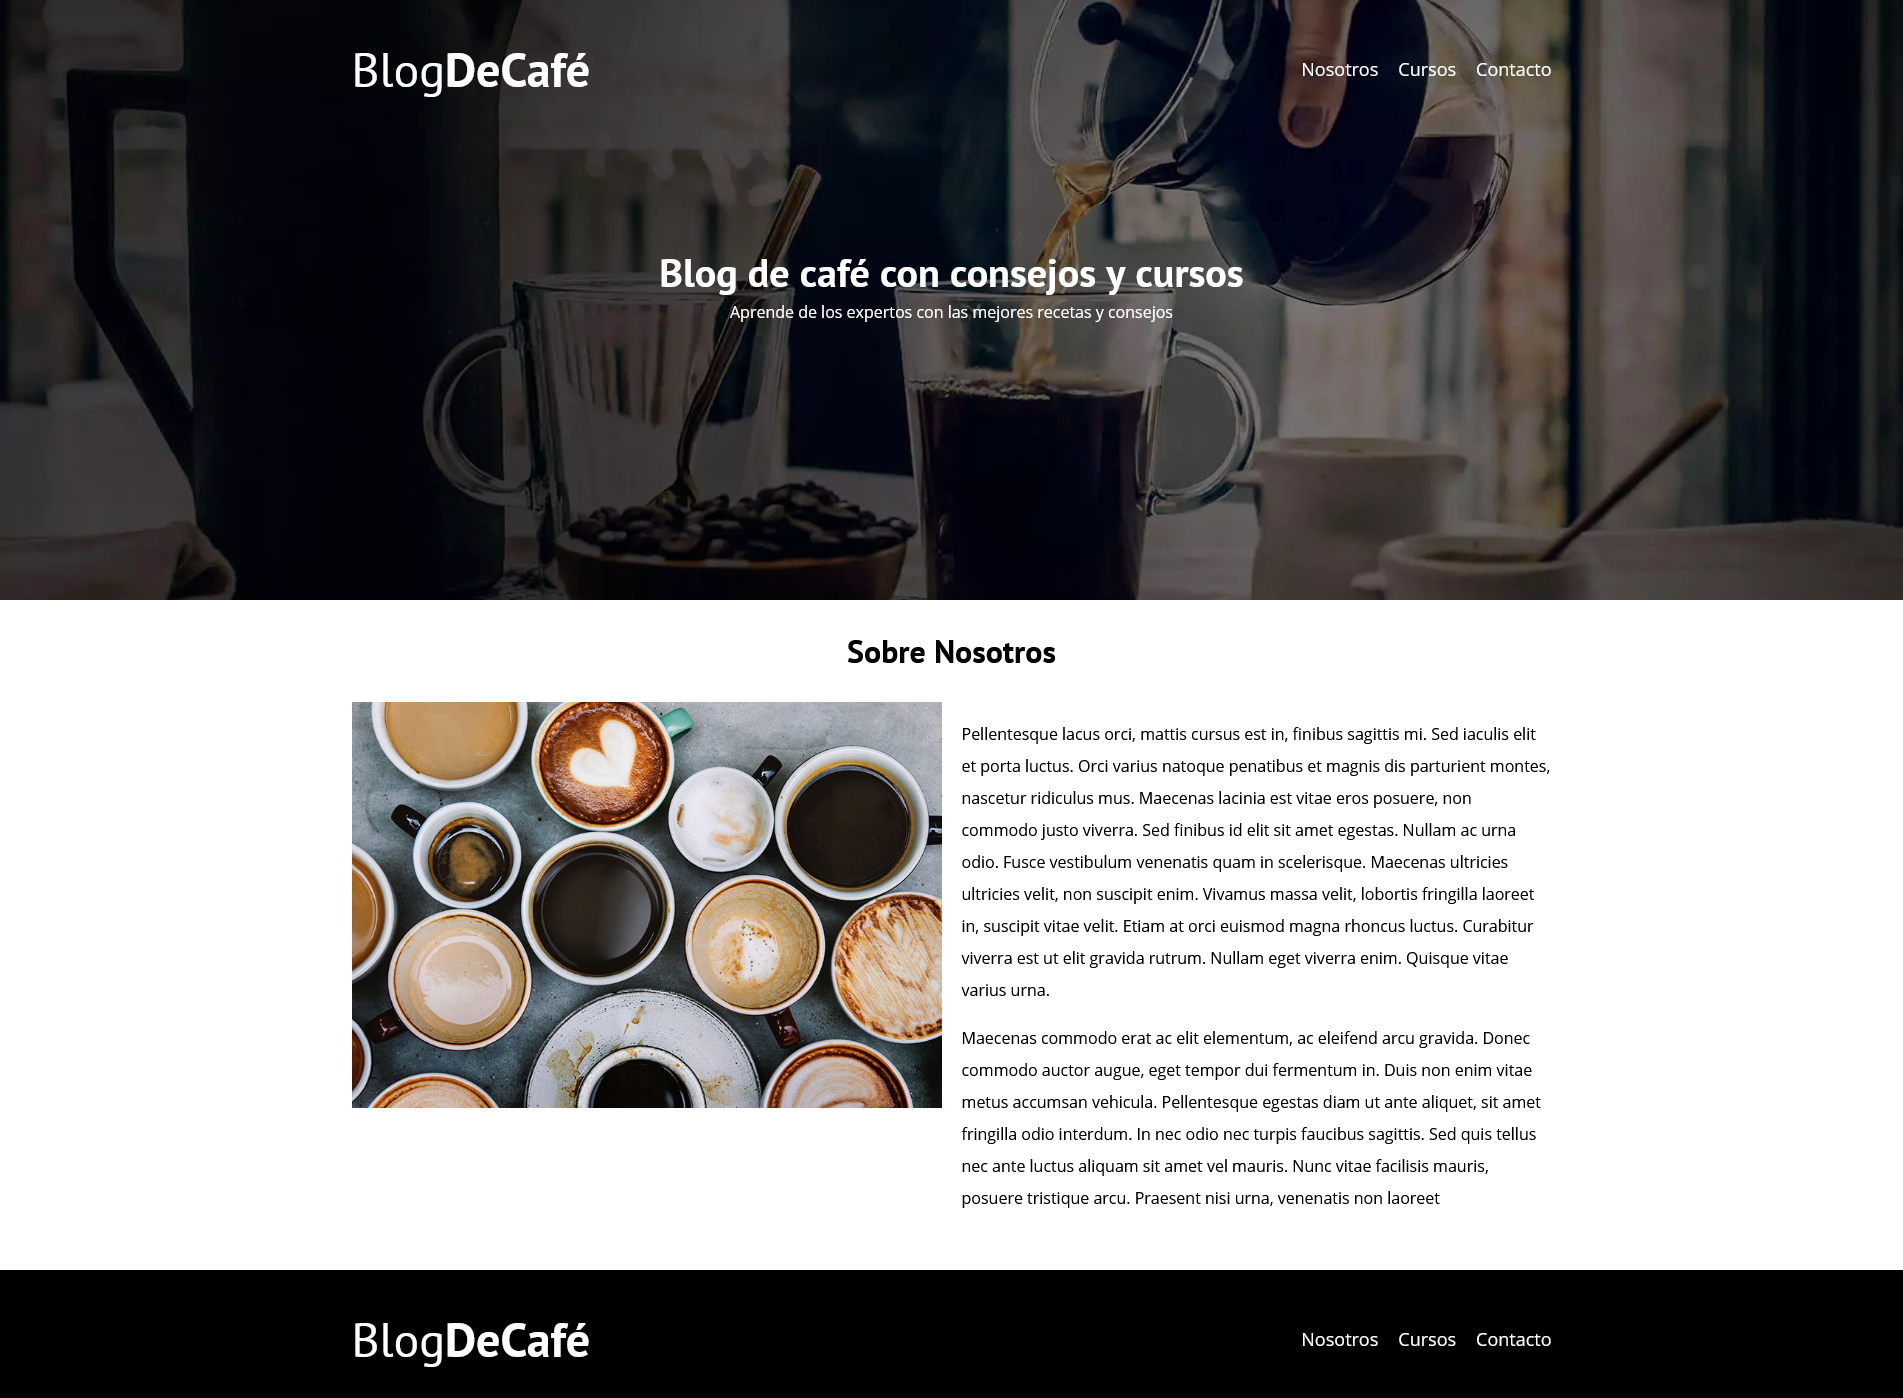 BlogDeCafé
Nosotros Cursos Contacto
Blog de café con consejos y cursos
Aprende de los expertos con las mejores recetas y consejos
Sobre Nosotros
Pellentesque lacus orci, mattis cursus est in, finibus sagittis mi. Sed iaculis elit
et porta luctus. Orci varius natoque penatibus et magnis dis parturient montes,
nascetur ridiculus mus. Maecenas lacinia est vitae eros posuere, non
commodo justo viverra. Sed finibus id elit sit amet egestas. Nullam ac urna
odio. Fusce vestibulum venenatis quam in scelerisque. Maecenas ultricies
ultricies velit, non suscipit enim. Vivamus massa velit, lobortis fringilla laoreet
in, suscipit vitae velit. Etiam at orci euismod magna rhoncus luctus. Curabitur
viverra est ut elit gravida rutrum. Nullam eget viverra enim. Quisque vitae
varius urna.
Maecenas commodo erat ac elit elementum, ac eleifend arcu gravida. Donec
commodo auctor augue, eget tempor dui fermentum in. Duis non enim vitae
metus accumsan vehicula. Pellentesque egestas diam ut ante aliquet, sit amet
fringilla odio interdum. In nec odio nec turpis faucibus sagittis. Sed quis tellus
nec ante luctus aliquam sit amet vel mauris. Nunc vitae facilisis mauris,
posuere tristique arcu. Praesent nisi urna, venenatis non laoreet
BlogDeCafé
Nosotros Cursos Contacto